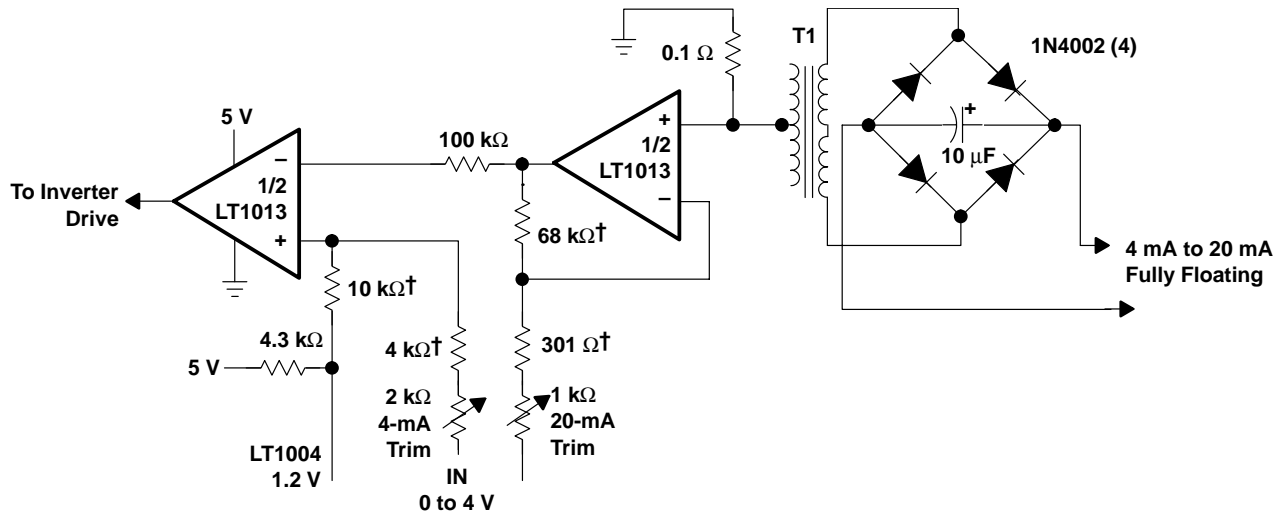 T1
1N4002 (4)
0.1 Ω
5 V
100 kΩ
+
1/2
LT1013
−
−
1/2
LT1013
+
+
10 μF
To Inverter
Drive
68 kΩ†
4 mA to 20 mA
Fully Floating
10 kΩ†
4.3 kΩ
4 kΩ†
301 Ω†
5 V
2 kΩ
4-mA
Trim
1 kΩ
20-mA
Trim
LT1004
1.2 V
IN
0 to 4 V